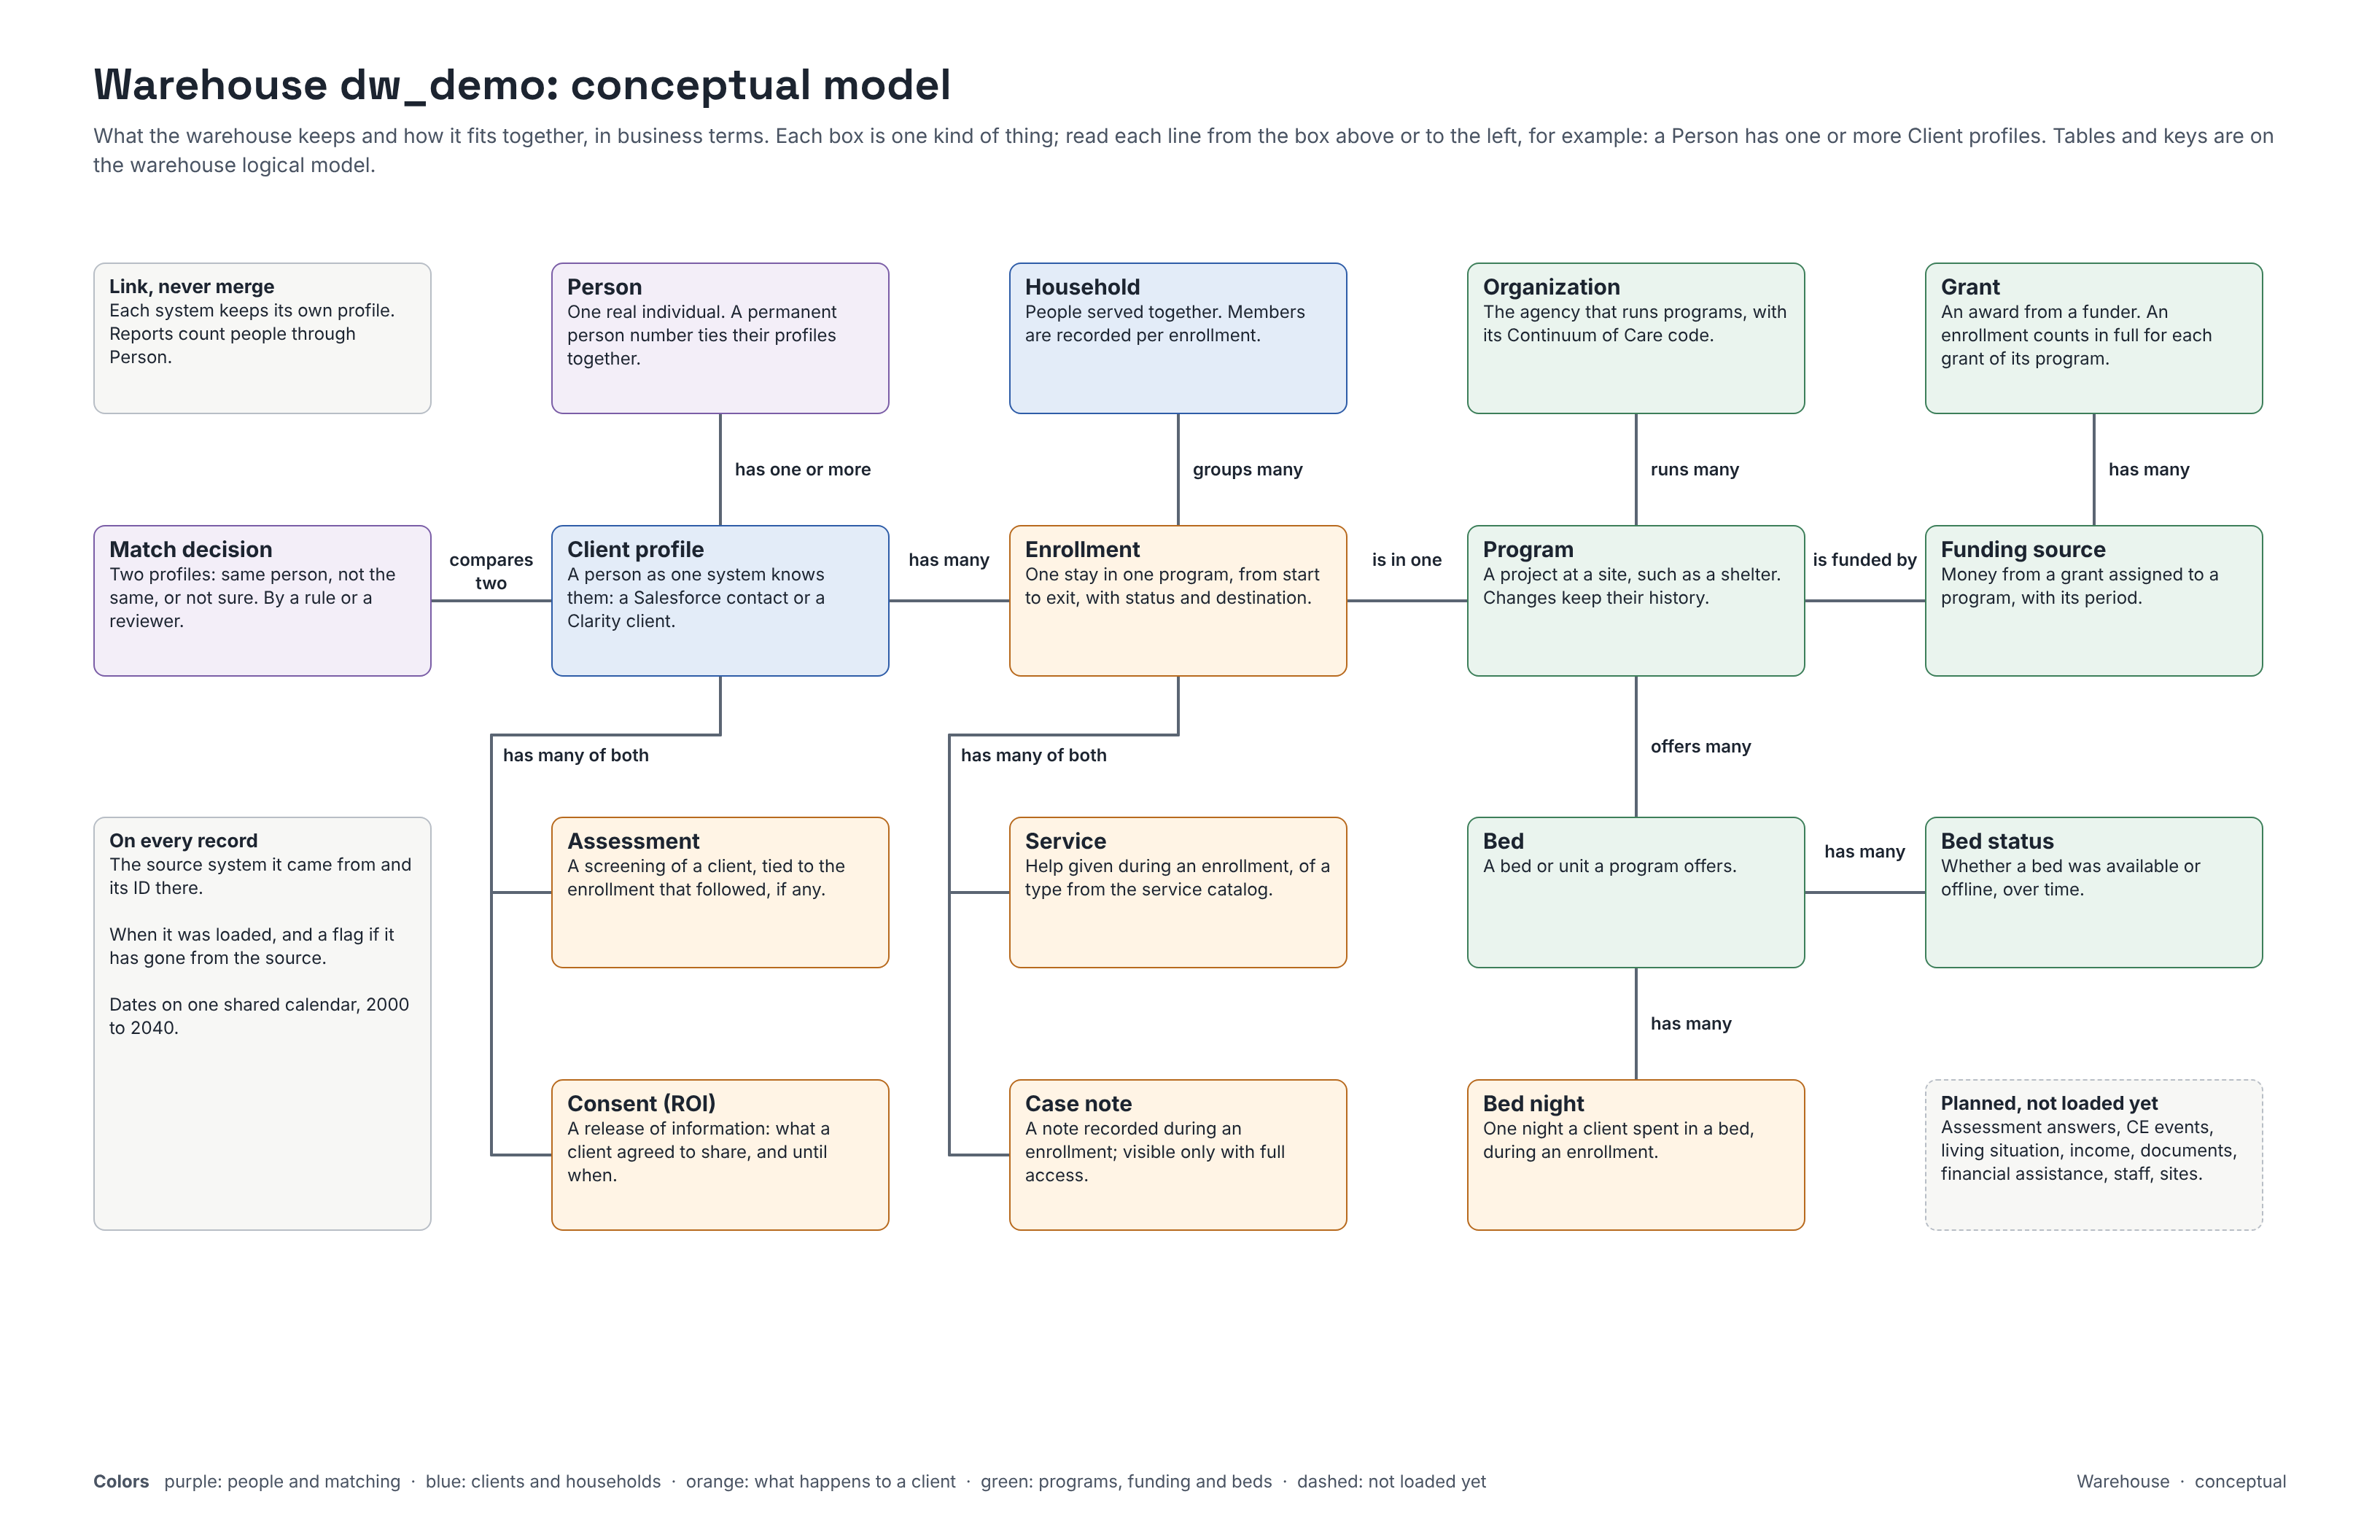 Warehouse dw_demo: conceptual model
What the warehouse keeps and how it fits together, in business terms. Each box is one kind of thing; read each line from the box above or to the left, for example: a Person has one or more Client profiles. Tables and keys are on
the warehouse logical model.
Link, never merge
Each system keeps its own profile.
Reports count people through
Person.
Person
One real individual. A permanent
person number ties their profiles
together.
Household
People served together. Members
are recorded per enrollment.
Organization
The agency that runs programs, with
its Continuum of Care code.
Grant
An award from a funder. An
enrollment counts in full for each
grant of its program.
has one or more
groups many
runs many
has many
Match decision
Two profiles: same person, not the
same, or not sure. By a rule or a
reviewer.
compares
two
Client profile
A person as one system knows
them: a Salesforce contact or a
Clarity client.
has many
Enrollment
One stay in one program, from start
to exit, with status and destination.
is in one
Program
A project at a site, such as a shelter.
Changes keep their history.
is funded by
Funding source
Money from a grant assigned to a
program, with its period.
has many of both
has many of both
offers many
On every record
The source system it came from and
its ID there.
When it was loaded, and a flag if it
has gone from the source.
Dates on one shared calendar, 2000
to 2040.
Assessment
A screening of a client, tied to the
enrollment that followed, if any.
Service
Help given during an enrollment, of a
type from the service catalog.
Bed
A bed or unit a program offers.
has many
Bed status
Whether a bed was available or
offline, over time.
has many
Consent (ROI)
A release of information: what a
client agreed to share, and until
when.
Case note
A note recorded during an
enrollment; visible only with full
access.
Bed night
One night a client spent in a bed,
during an enrollment.
Planned, not loaded yet
Assessment answers, CE events,
living situation, income, documents,
financial assistance, staff, sites.
Colors purple: people and matching · blue: clients and households · orange: what happens to a client · green: programs, funding and beds · dashed: not loaded yet
Warehouse · conceptual